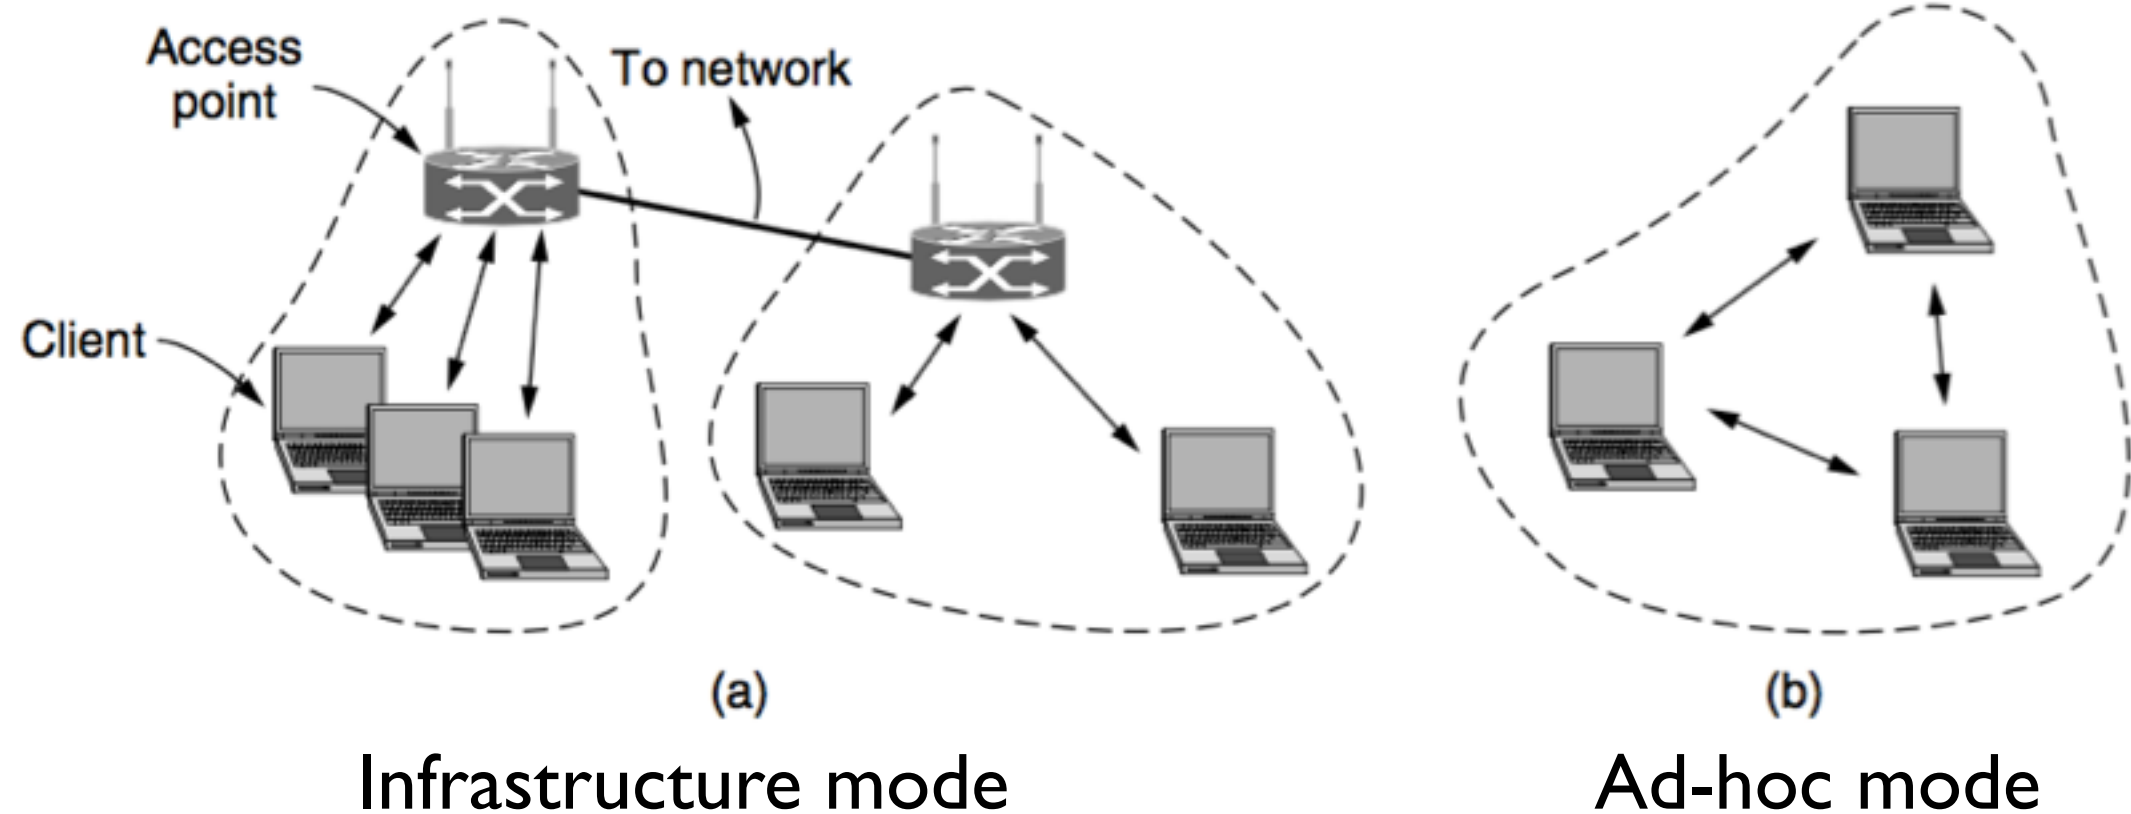 Access
point
To network
Client
(a)
(b)
Infrastructure mode
Ad-hoc mode